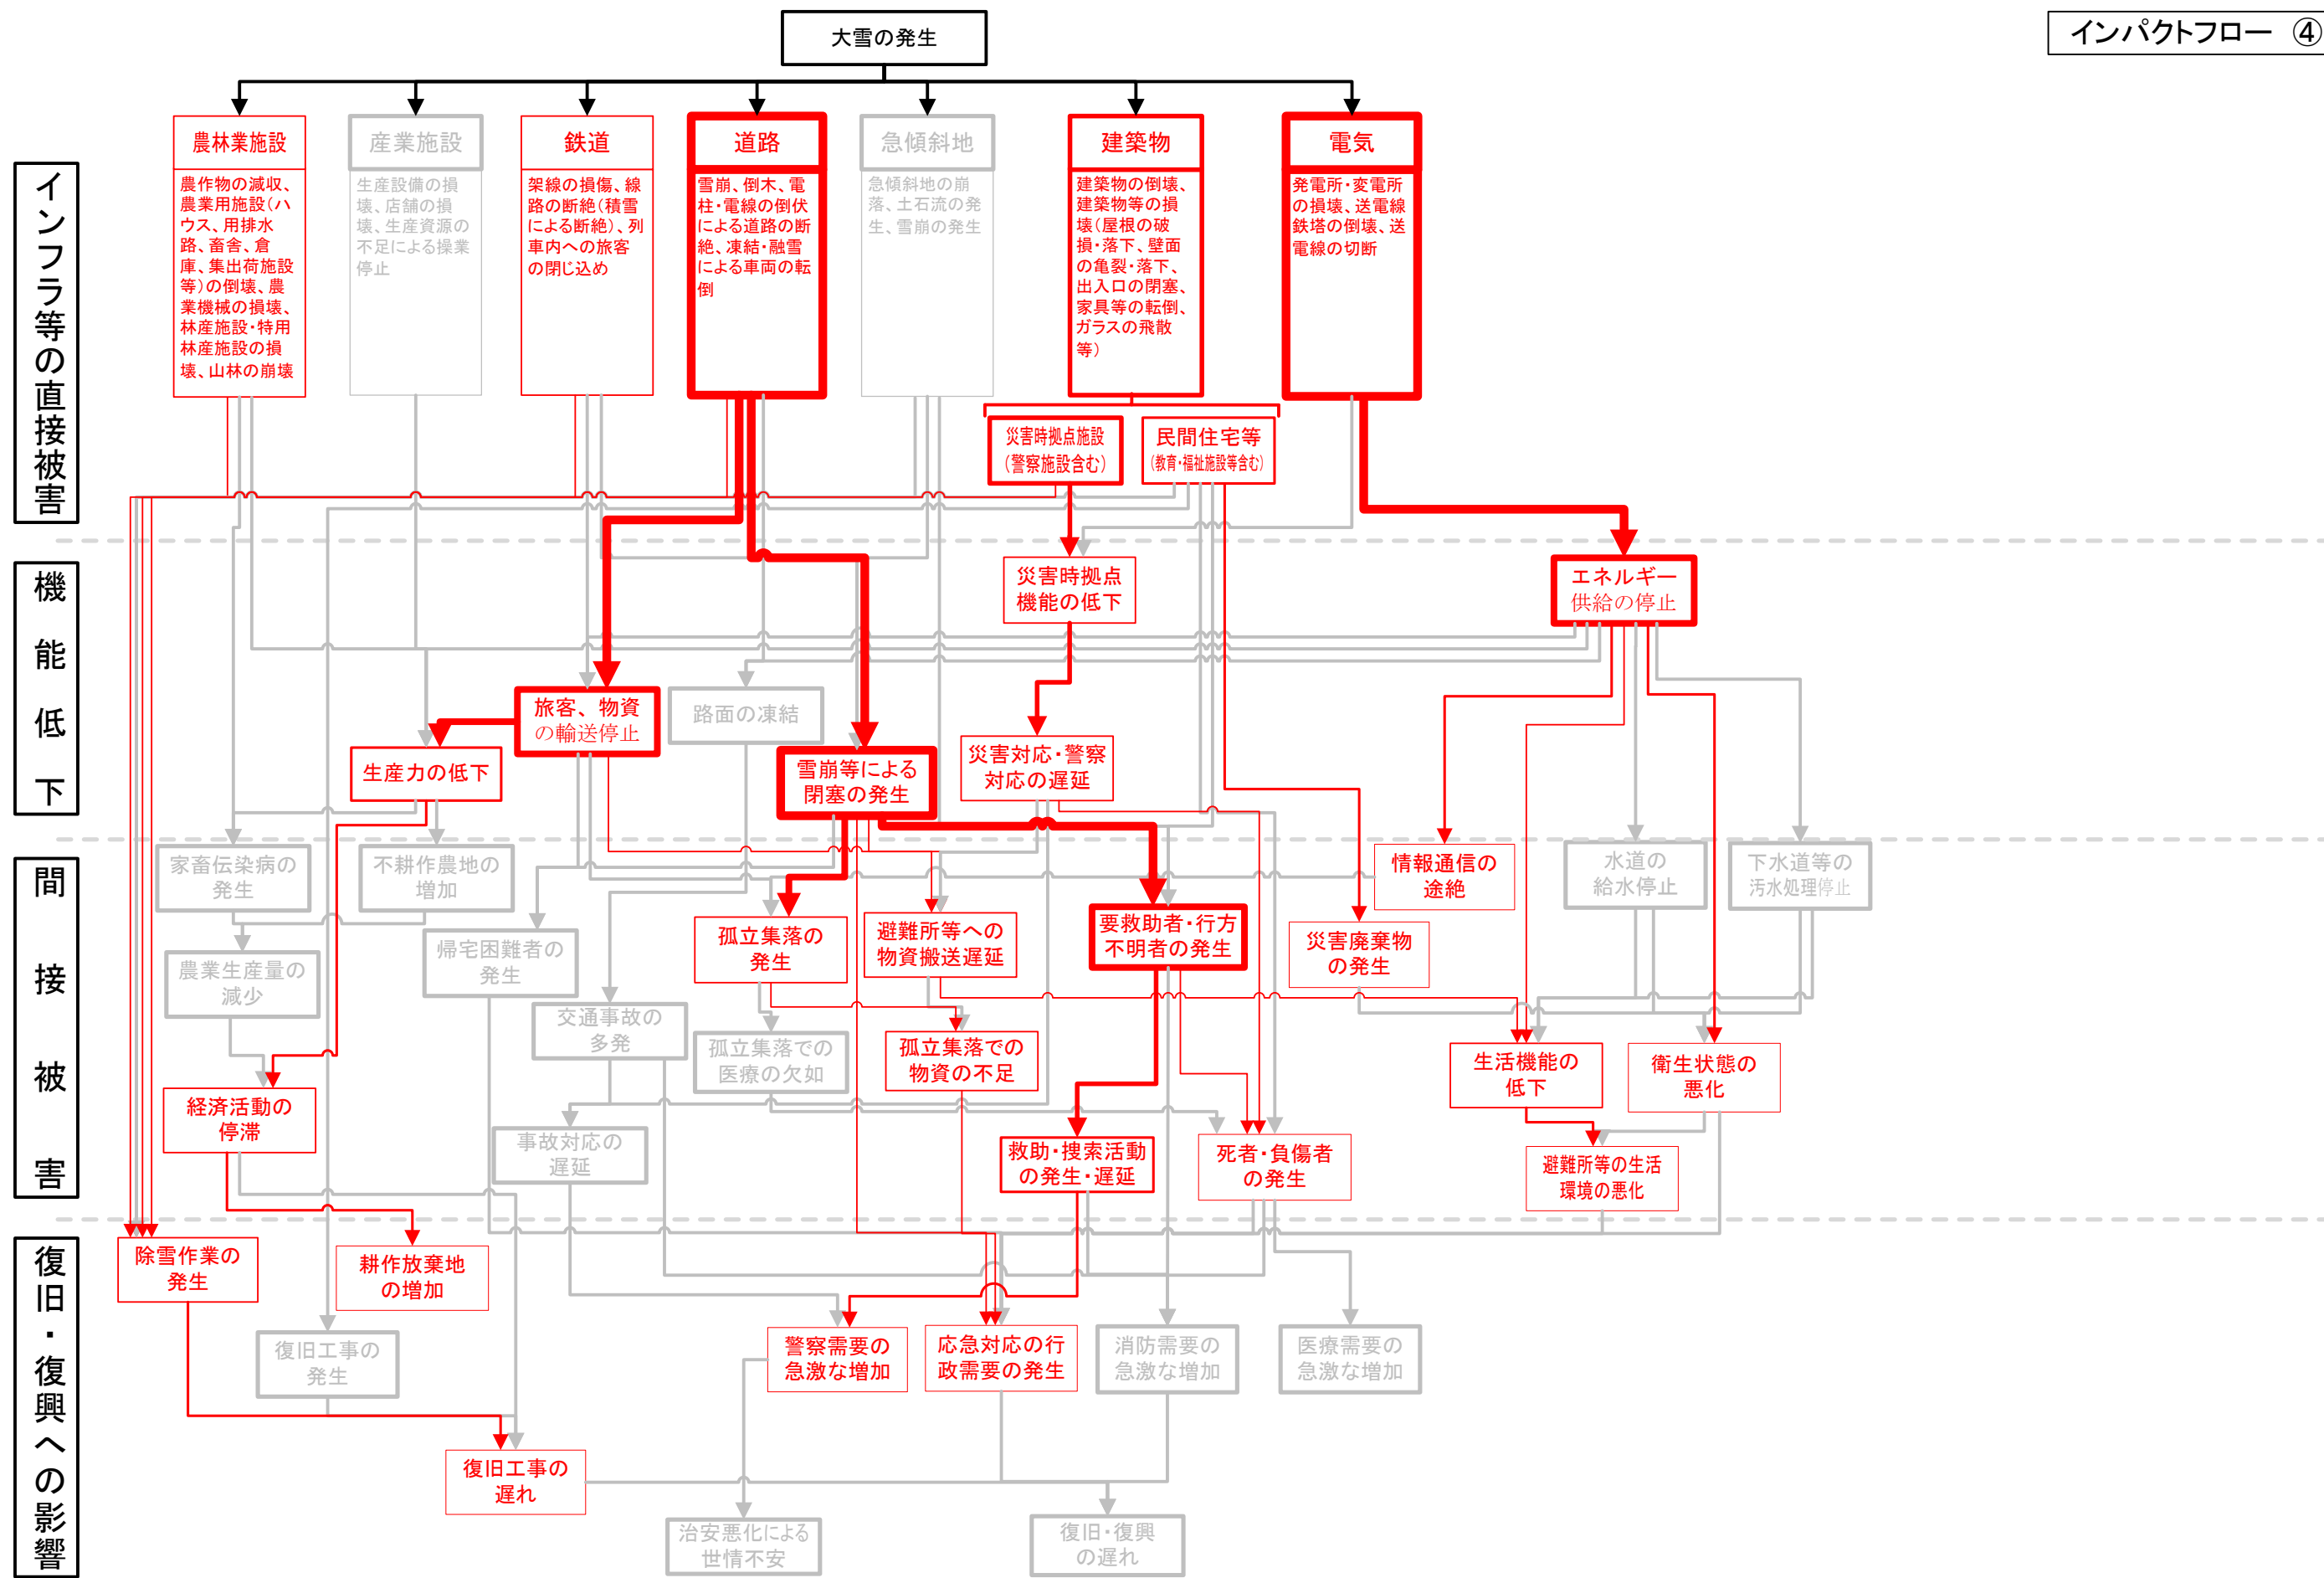 大雪の発生
インパクトフロー ④
インフラ等の直接被害
農林業施設
農作物の減収、
農業用施設（ハ
ウス、用排水
路、畜舎、倉
庫、集出荷施設
等）の倒壊、農
業機械の損壊、
林産施設・特用
林産施設の損
壊、山林の崩壊
産業施設
生産設備の損
壊、店舗の損
壊、生産資源の
不足による操業
停止
鉄道
架線の損傷、線
路の断絶（積雪
による断絶）、列
車内への旅客
の閉じ込め
道路
雪崩、倒木、電
柱・電線の倒伏
による道路の断
絶、凍結・融雪
による車両の転
倒
急傾斜地
急傾斜地の崩
落、土石流の発
生、雪崩の発生
建築物
建築物の倒壊、
建築物等の損
壊（屋根の破
損・落下、壁面
の亀裂・落下、
出入口の閉塞、
家具等の転倒、
ガラスの飛散
等）
電気
発電所・変電所
の損壊、送電線
鉄塔の倒壊、送
電線の切断
災害時拠点施設
（警察施設含む）
民間住宅等
（教育・福祉施設等含む）
機能低下
災害時拠点
機能の低下
エネルギー
供給の停止
旅客、物資
の輸送停止
路面の凍結
生産力の低下
雪崩等による
閉塞の発生
災害対応・警察
対応の遅延
間接被害
家畜伝染病の
発生
不耕作農地の
増加
情報通信の
途絶
水道の
給水停止
下水道等の
汚水処理停止
帰宅困難者の
発生
孤立集落の
発生
避難所等への
物資搬送遅延
要救助者・行方
不明者の発生
災害廃棄物
の発生
農業生産量の
減少
交通事故の
多発
孤立集落での
医療の欠如
孤立集落での
物資の不足
生活機能の
低下
衛生状態の
悪化
経済活動の
停滞
事故対応の
遅延
救助・捜索活動
の発生・遅延
死者・負傷者
の発生
避難所等の生活
環境の悪化
復旧・復興への影響
除雪作業の
発生
耕作放棄地
の増加
復旧工事の
発生
警察需要の
急激な増加
応急対応の行
政需要の発生
消防需要の
急激な増加
医療需要の
急激な増加
復旧工事の
遅れ
治安悪化による
世情不安
復旧・復興
の遅れ